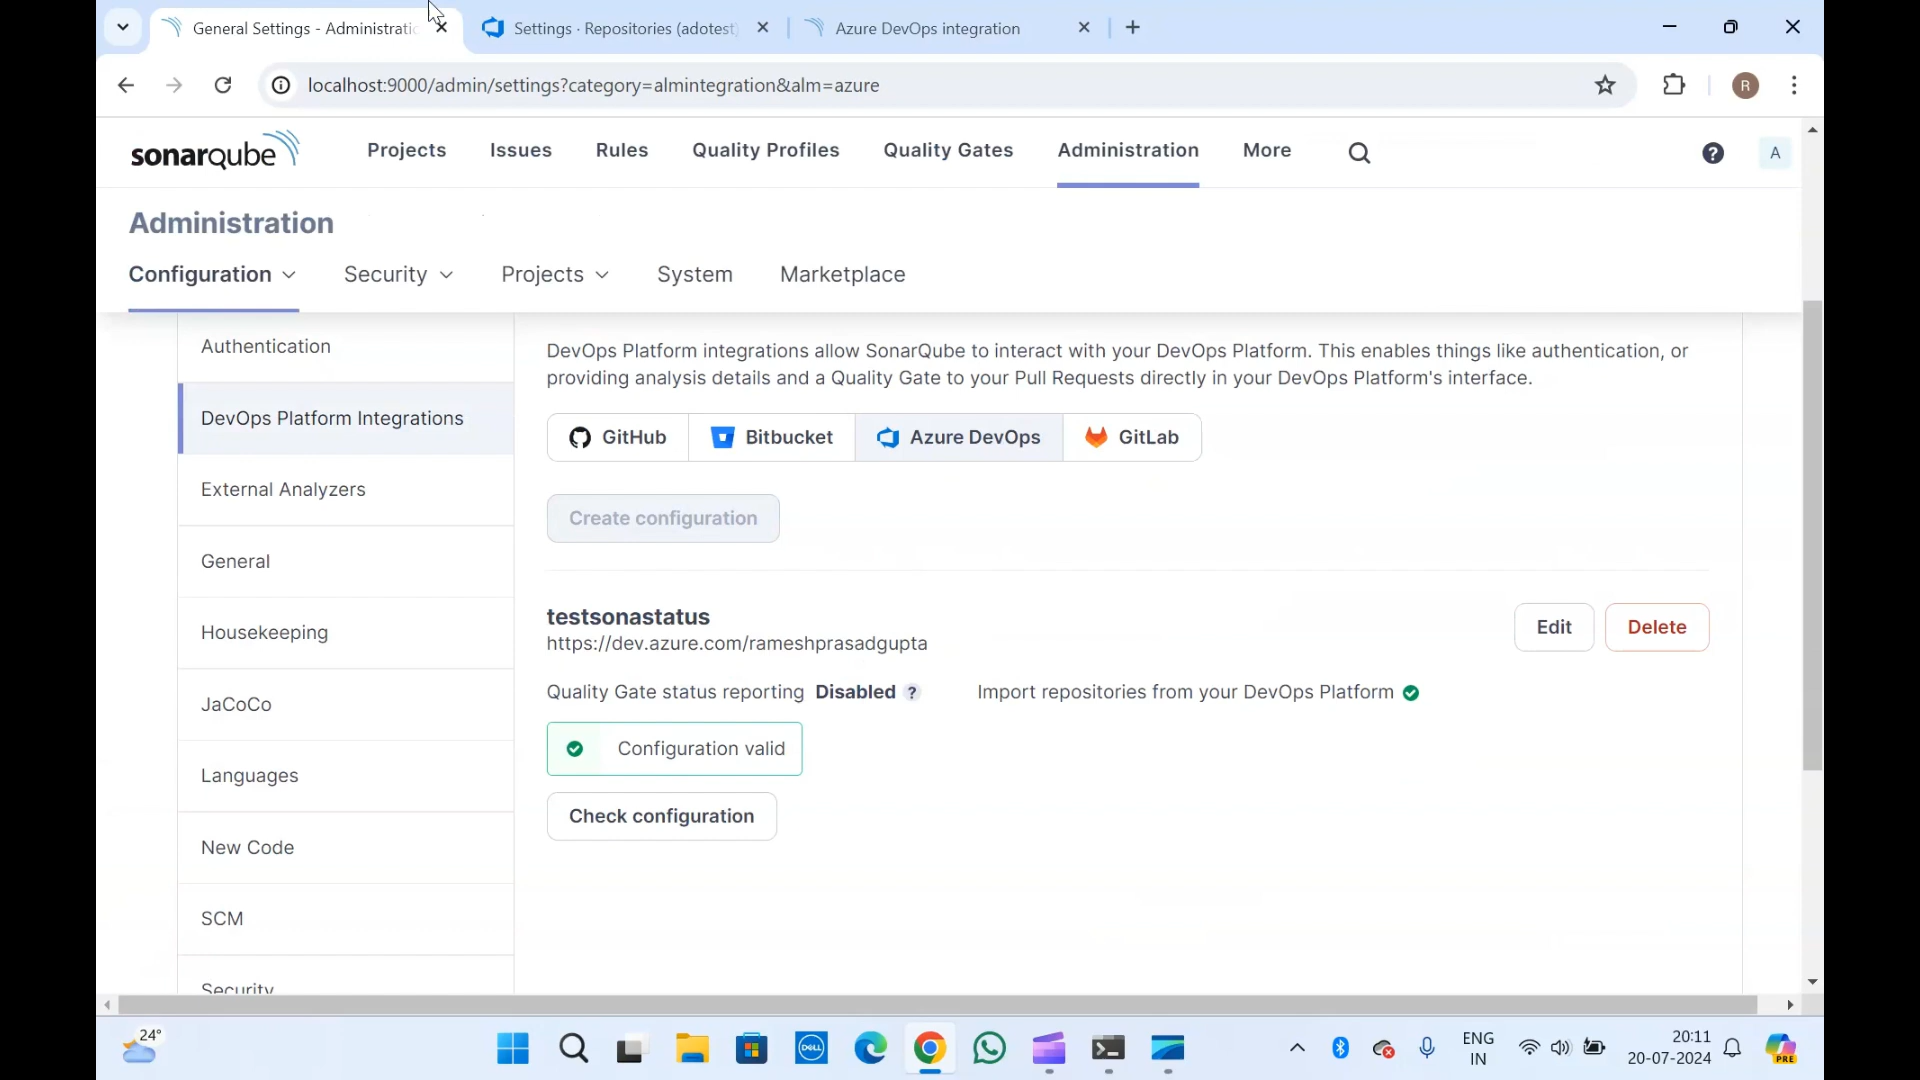 General Settings - Administratic
Settings · Repositories (adotest
Azure DevOps integration
localhost:9000/admin/settings?category=almintegration&alm=azure
R
sonarqube
Projects
Issues
Rules
Quality Profiles
Quality Gates
Administration
More
?
A
Administration
Configuration
Security
Projects
System
Marketplace
Authentication
DevOps Platform Integrations
External Analyzers
General
Housekeeping
JaCoCo
Languages
New Code
SCM
Security
DevOps Platform integrations allow SonarQube to interact with your DevOps Platform. This enables things like authentication, or
providing analysis details and a Quality Gate to your Pull Requests directly in your DevOps Platform's interface.
GitHub
Bitbucket
Azure DevOps
GitLab
Create configuration
testsonastatus
https://dev.azure.com/rameshprasadgupta
Edit
Delete
Quality Gate status reporting Disabled ?
Import repositories from your DevOps Platform
Configuration valid
Check configuration
24°
DELL
ENG
IN
20:11
20-07-2024
PRE